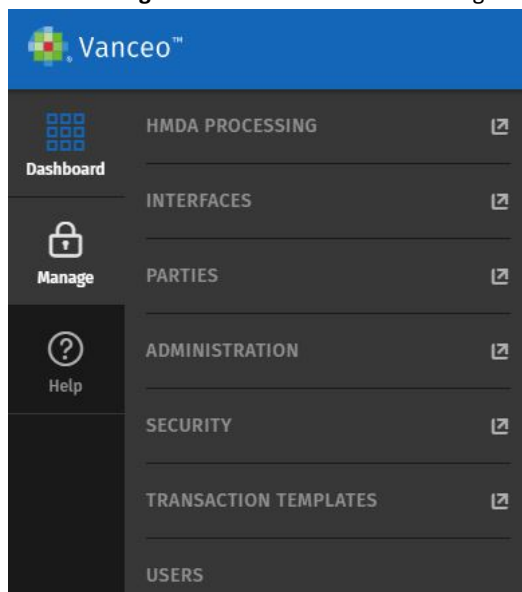 Vanceo™
Dashboard
Manage
Help
HMDA PROCESSING
INTERFACES
PARTIES
ADMINISTRATION
SECURITY
TRANSACTION TEMPLATES
USERS